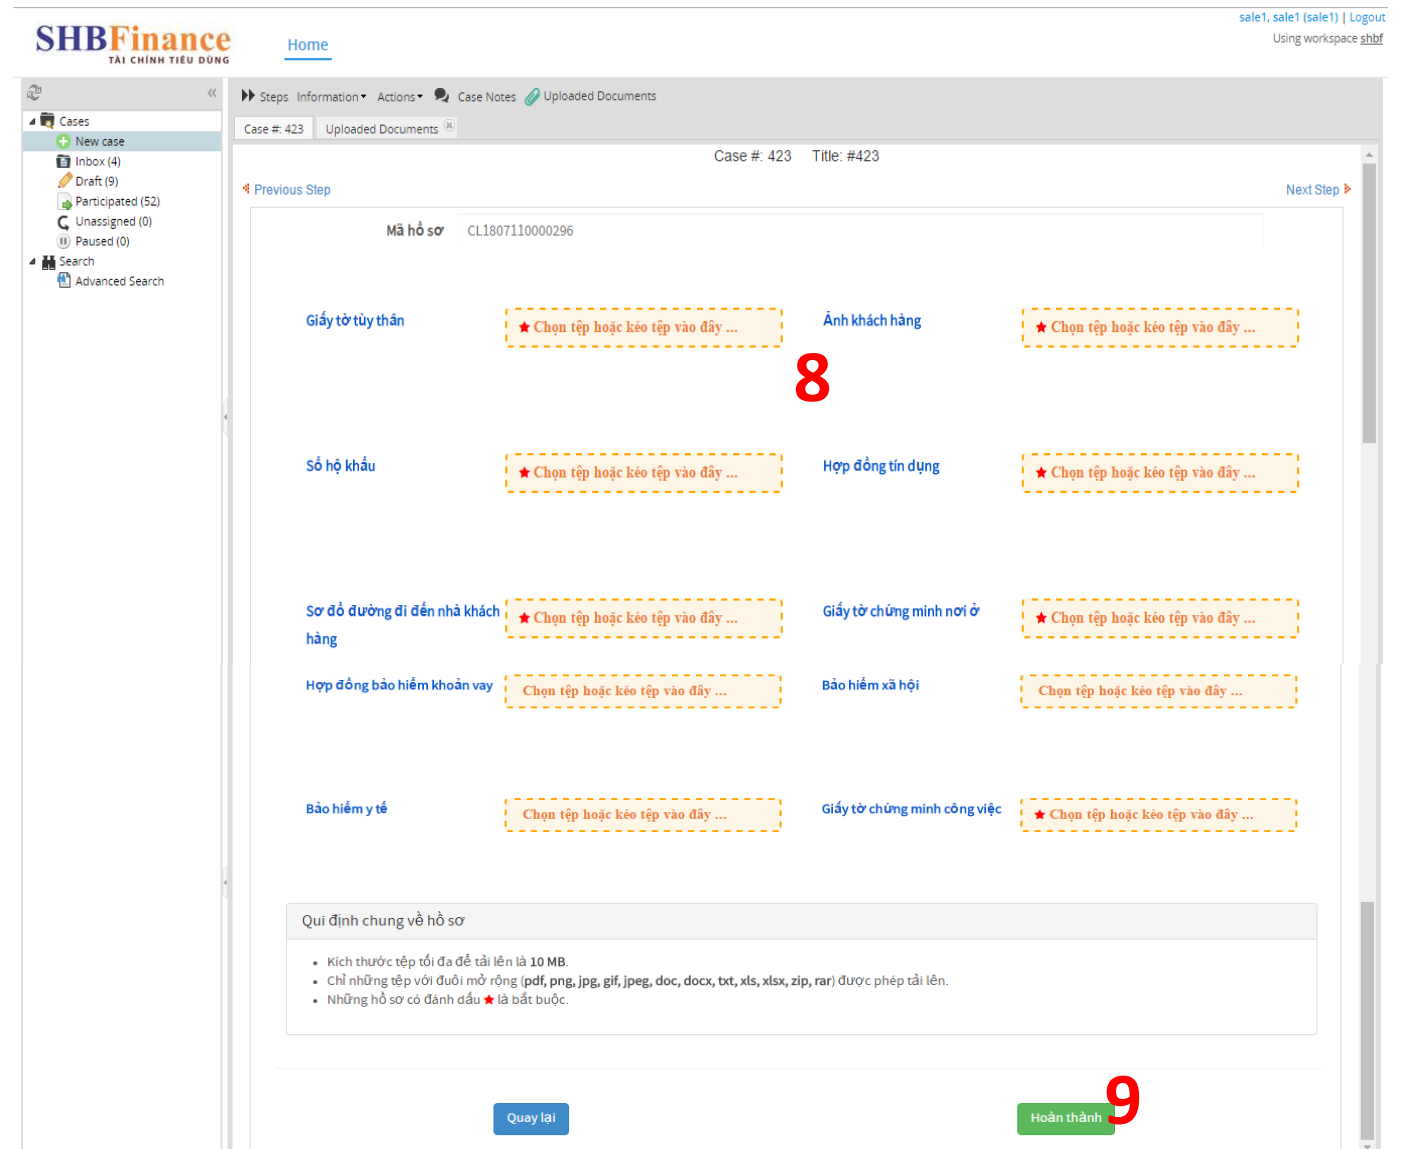 sale1, sale1 (sale1) | Logout
Using workspace shbf
SHBFinance
TÀI CHÍNH TIÊU DÙNG
Home
Steps Information Actions Case Notes Uploaded Documents
Cases
New case
Inbox (4)
Draft (9)
Participated (52)
Unassigned (0)
Paused (0)
Search
Advanced Search
Case #: 423 Uploaded Documents
Case #: 423 Title: #423
Previous Step Next Step
Mã hồ sơ CL1807110000296
Giấy tờ tùy thân ★ Chọn tệp hoặc kéo tệp vào đây ... Ảnh khách hàng ★ Chọn tệp hoặc kéo tệp vào đây ...
8
Sổ hộ khẩu ★ Chọn tệp hoặc kéo tệp vào đây ... Hợp đồng tín dụng ★ Chọn tệp hoặc kéo tệp vào đây ...
Sơ đồ đường đi đến nhà khách
hàng ★ Chọn tệp hoặc kéo tệp vào đây ... Giấy tờ chứng minh nơi ở ★ Chọn tệp hoặc kéo tệp vào đây ...
Hợp đồng bảo hiểm khoản vay Chọn tệp hoặc kéo tệp vào đây ... Bảo hiểm xã hội Chọn tệp hoặc kéo tệp vào đây ...
Bảo hiểm y tế Chọn tệp hoặc kéo tệp vào đây ... Giấy tờ chứng minh công việc ★ Chọn tệp hoặc kéo tệp vào đây ...
Qui định chung về hồ sơ
• Kích thước tệp tối đa để tải lên là 10 MB.
• Chỉ những tệp với đuôi mở rộng (pdf, png, jpg, gif, jpeg, doc, docx, txt, xls, xlsx, zip, rar) được phép tải lên.
• Những hồ sơ có đánh dấu ★ là bắt buộc.
Quay lại Hoàn thành 9